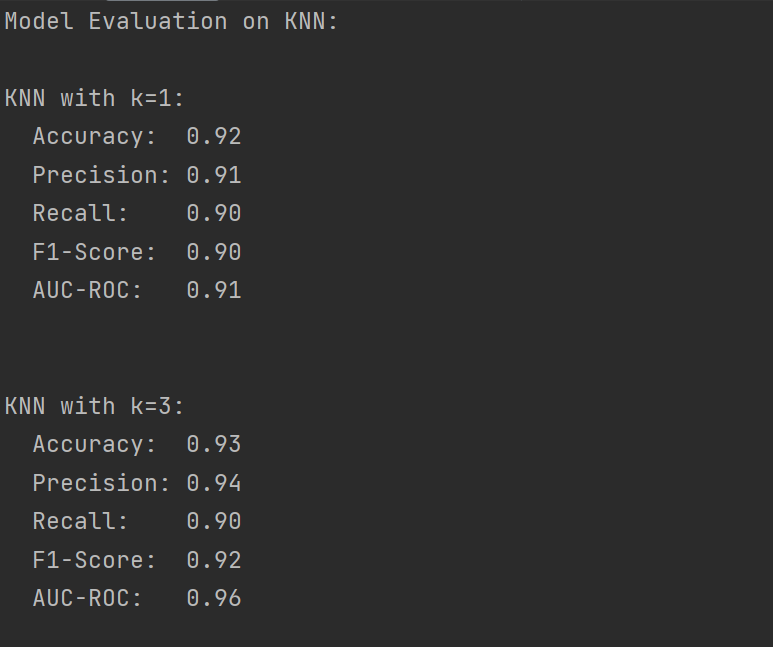 Model Evaluation on KNN:
KNN with k=1:
Accuracy: 0.92
Precision: 0.91
Recall: 0.90
F1-Score: 0.90
AUC-ROC: 0.91
KNN with k=3:
Accuracy: 0.93
Precision: 0.94
Recall: 0.90
F1-Score: 0.92
AUC-ROC: 0.96